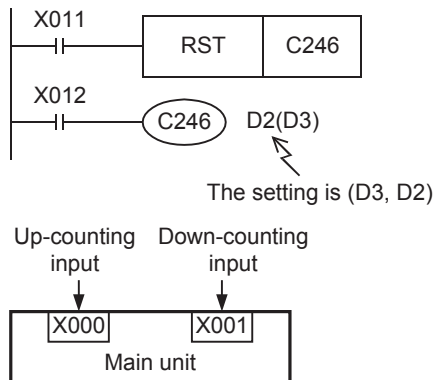 X011
RST C246
X012
C246 D2(D3)
The setting is (D3, D2)
Up-counting input Down-counting input
X000 X001
Main unit